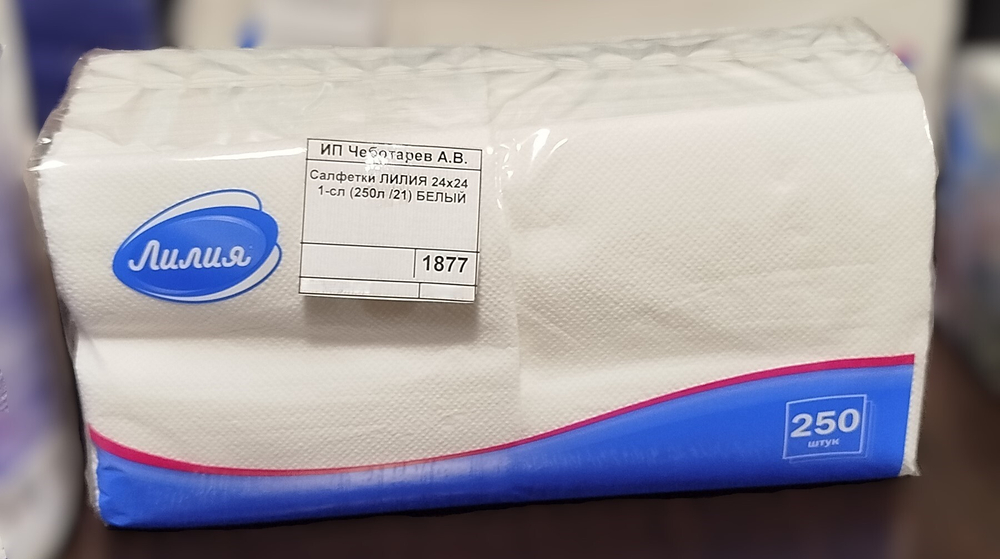 ИП Чеботарев А.В.
Салфетки ЛИЛИЯ 24х24
1-сл (250л /21) БЕЛЫЙ
1877
Лилия
250
штук